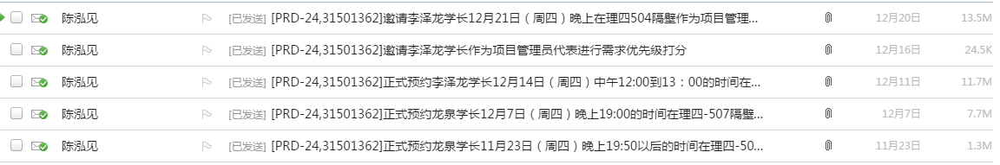 陈泓见 [已发送] [PRD-24,31501362]邀请李泽龙学长12月21日（周四）晚上在理四504隔壁作为项目管理... 12月20日 13.5M
陈泓见 [已发送] [PRD-24,31501362]邀请李泽龙学长作为项目管理员代表进行需求优先级打分 12月16日 24.5K
陈泓见 [已发送] [PRD-24,31501362]正式预约李泽龙学长12月14日（周四）中午12:00到13：00的时间在... 12月11日 11.7M
陈泓见 [已发送] [PRD-24,31501362]正式预约龙泉学长12月7日（周四）晚上19:00的时间在理四-507隔壁... 12月7日 7.7M
陈泓见 [已发送] [PRD-24,31501362]正式预约龙泉学长11月23日（周四）晚上19:50以后的时间在理四-50... 11月23日 1.3M